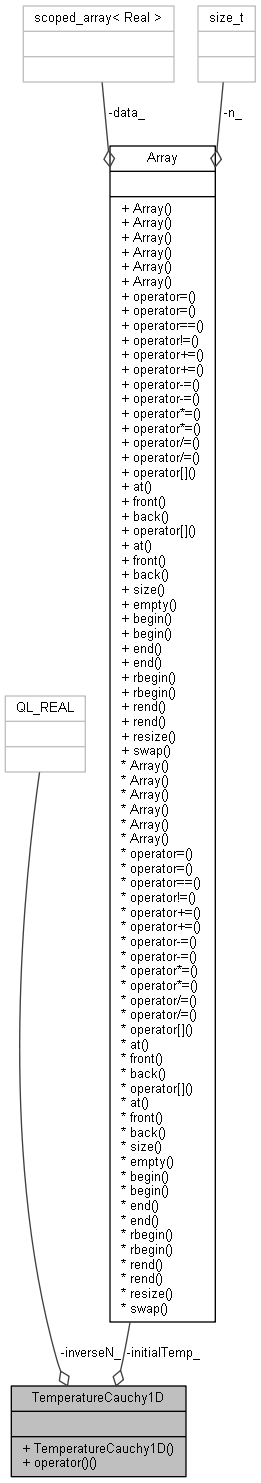 scoped_array< Real >
size_t
-data_
-n_
Array
+ Array()
+ Array()
+ Array()
+ Array()
+ Array()
+ Array()
+ operator=()
+ operator=()
+ operator==()
+ operator!=()
+ operator+=()
+ operator+=()
+ operator-=()
+ operator-=()
+ operator*=()
+ operator*=()
+ operator/=()
+ operator/=()
+ operator[]()
+ at()
+ front()
+ back()
+ operator[]()
+ at()
+ front()
+ back()
+ size()
+ empty()
+ begin()
+ begin()
+ end()
+ end()
+ rbegin()
+ rbegin()
+ rend()
+ rend()
+ resize()
+ swap()
* Array()
* Array()
* Array()
* Array()
* Array()
* Array()
* operator=()
* operator=()
* operator==()
* operator!=()
* operator+=()
* operator+=()
* operator-=()
* operator-=()
* operator*=()
* operator*=()
* operator/=()
* operator/=()
* operator[]()
* at()
* front()
* back()
* operator[]()
* at()
* front()
* back()
* size()
* empty()
* begin()
* begin()
* end()
* end()
* rbegin()
* rbegin()
* rend()
* rend()
* resize()
* swap()
QL_REAL
-inverseN_
-initialTemp_
TemperatureCauchy1D
+ TemperatureCauchy1D()
+ operator()()